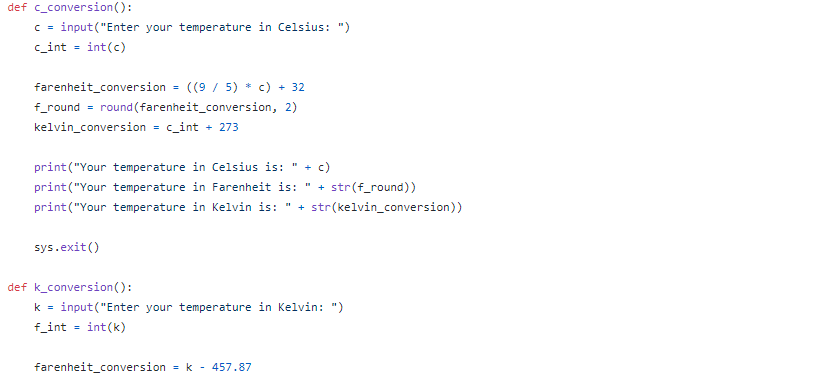 def c_conversion():
    c = input("Enter your temperature in Celsius: ")
    c_int = int(c)
    farenheit_conversion = ((9 / 5) * c) + 32
    f_round = round(farenheit_conversion, 2)
    kelvin_conversion = c_int + 273
    print("Your temperature in Celsius is: " + c)
    print("Your temperature in Farenheit is: " + str(f_round))
    print("Your temperature in Kelvin is: " + str(kelvin_conversion))
    sys.exit()
def k_conversion():
    k = input("Enter your temperature in Kelvin: ")
    f_int = int(k)
    farenheit_conversion = k - 457.87